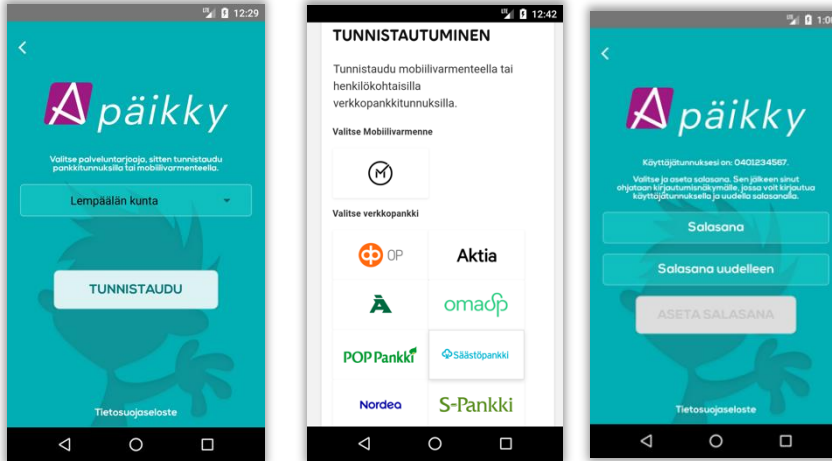 LTE 12:29
A päikky
Valitse palveluntarjoaja, sitten tunnistaudu
pankkitunnuksilla tai mobiilivarmenteella.
Lempäälän kunta
TUNNISTAUDU
Tietosuojaseloste
LTE 12:42
TUNNISTAUTUMINEN
Tunnistaudu mobiilivarmenteella tai
henkilökohtaisilla
verkkopankkitunnuksilla.
Valitse Mobiilivarmenne
Valitse verkkopankki
OP
Aktia
omasp
POP Pankki
Säästöpankki
Nordea
S-Pankki
LTE
A päikky
Käyttäjätunnuksesi on: 0401234567.
Valitse ja aseta salasana. Sen jälkeen sinut
ohjataan kirjautumisnäkymälle, jossa voit kirjautua
käyttäjätunnuksella ja uudella salasanalla.
Salasana
Salasana uudelleen
ASETA SALASANA
Tietosuojaseloste